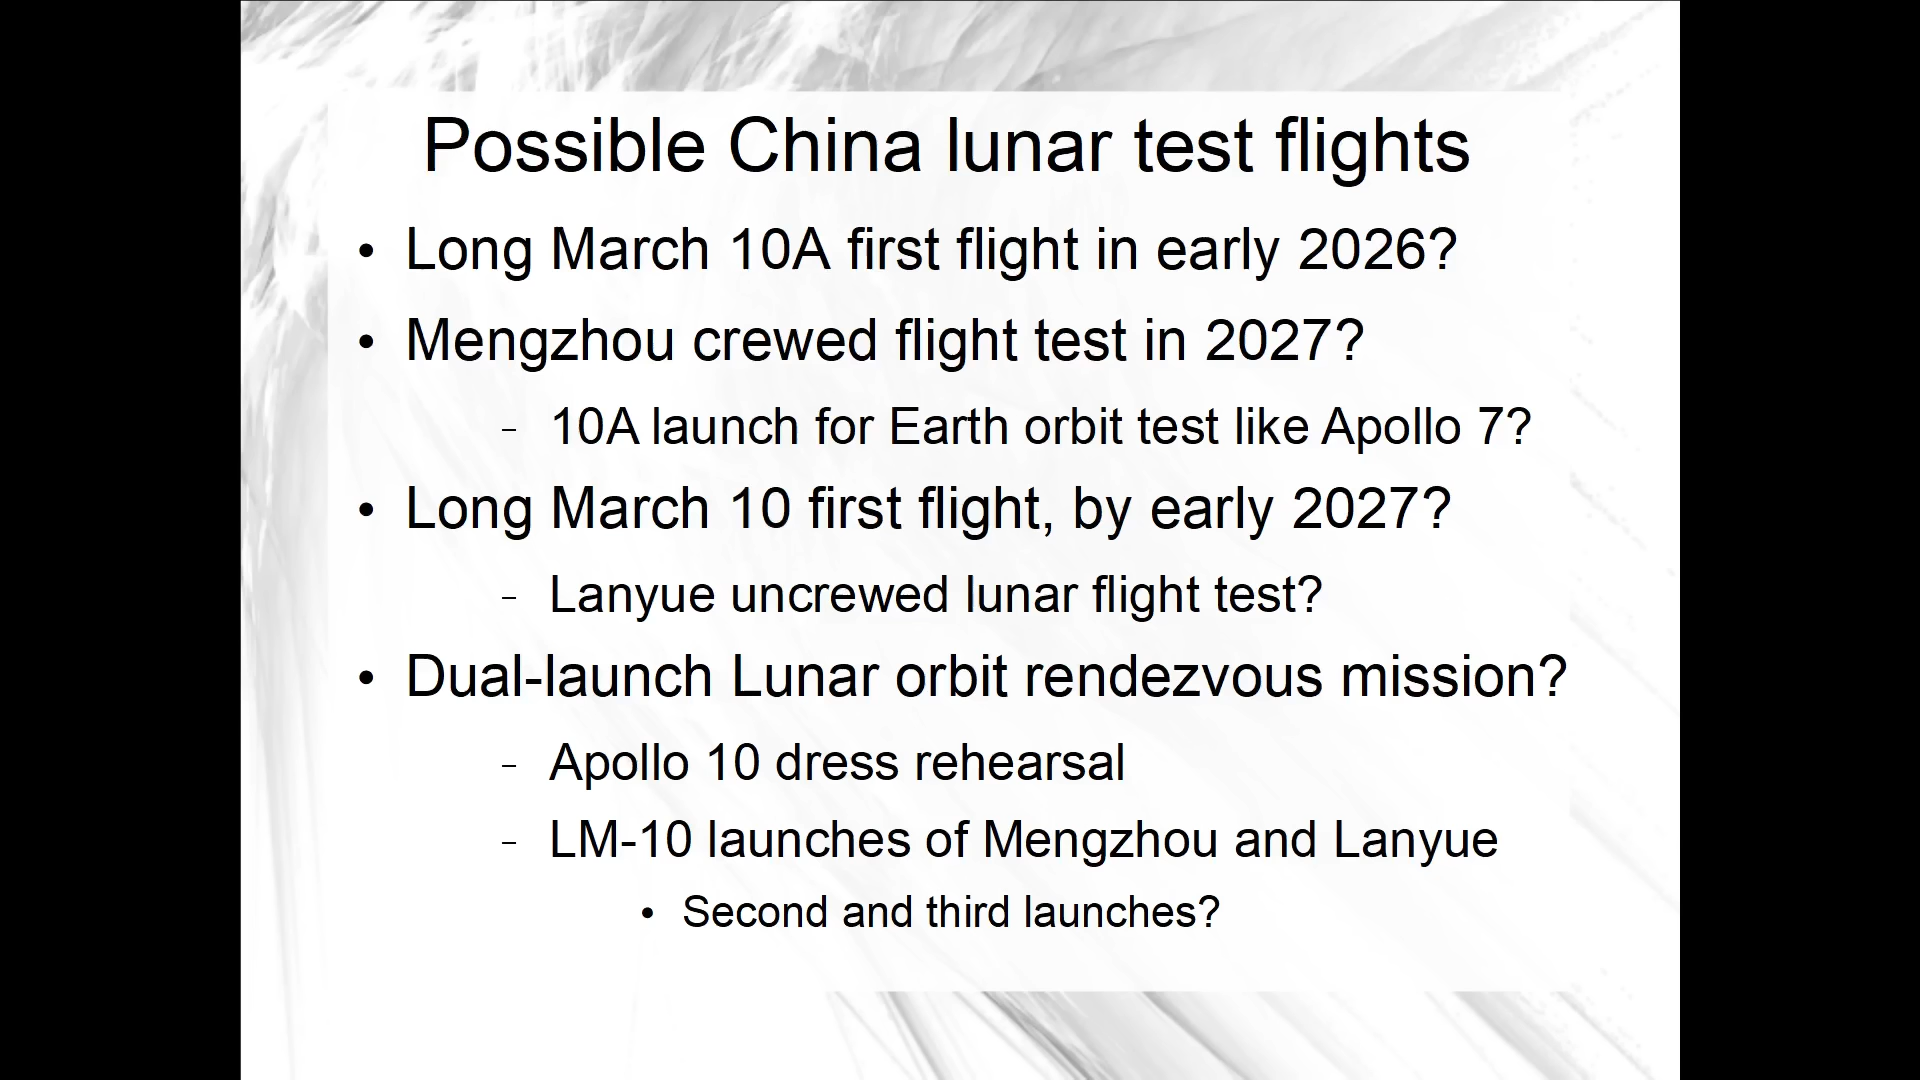 Possible China lunar test flights
• Long March 10A first flight in early 2026?
• Mengzhou crewed flight test in 2027?
– 10A launch for Earth orbit test like Apollo 7?
• Long March 10 first flight, by early 2027?
– Lanyue uncrewed lunar flight test?
• Dual-launch Lunar orbit rendezvous mission?
– Apollo 10 dress rehearsal
– LM-10 launches of Mengzhou and Lanyue
• Second and third launches?